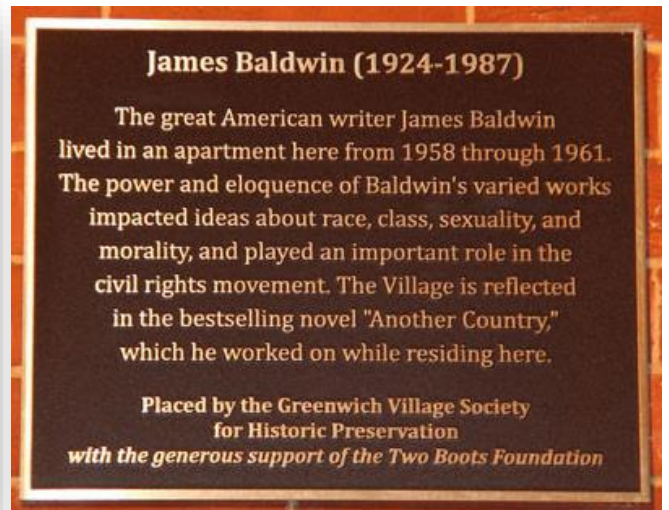 James Baldwin (1924-1987)
The great American writer James Baldwin
lived in an apartment here from 1958 through 1961.
The power and eloquence of Baldwin's varied works
impacted ideas about race, class, sexuality, and
morality, and played an important role in the
civil rights movement. The Village is reflected
in the bestselling novel "Another Country,"
which he worked on while residing here.
Placed by the Greenwich Village Society
for Historic Preservation
with the generous support of the Two Boots Foundation